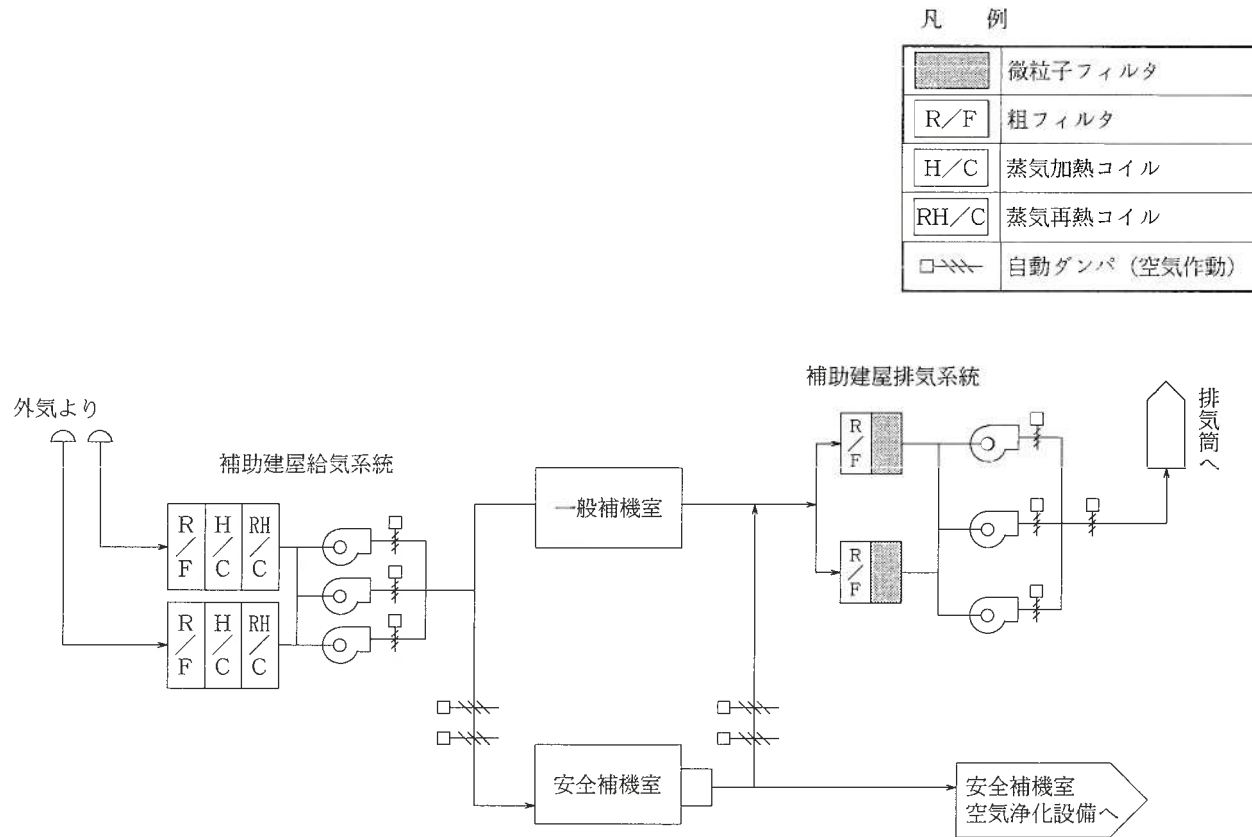 凡 例
微粒子フィルタ
R/F 粗フィルタ
H/C 蒸気加熱コイル
RH/C 蒸気再熱コイル
自動ダンパ（空気作動）
補助建屋排気系統
外気より
排気筒へ
補助建屋給気系統
R/F
R/F
R/F H/C RH/C
R/F H/C RH/C
一般補機室
安全補機室
安全補機室
空気浄化設備へ